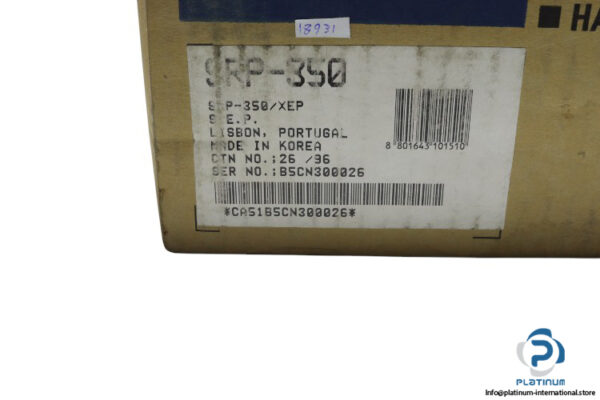 18931
■ HA
SRP-350
SRP-350/XEP
S.E.P.
LISBON, PORTUGAL
MADE IN KOREA
CTN NO.:26 /36
SER NO.:B5CN300026
8 801643 101510
*CA51B5CN300026*
PLATINUM
Info@platinum-international.store